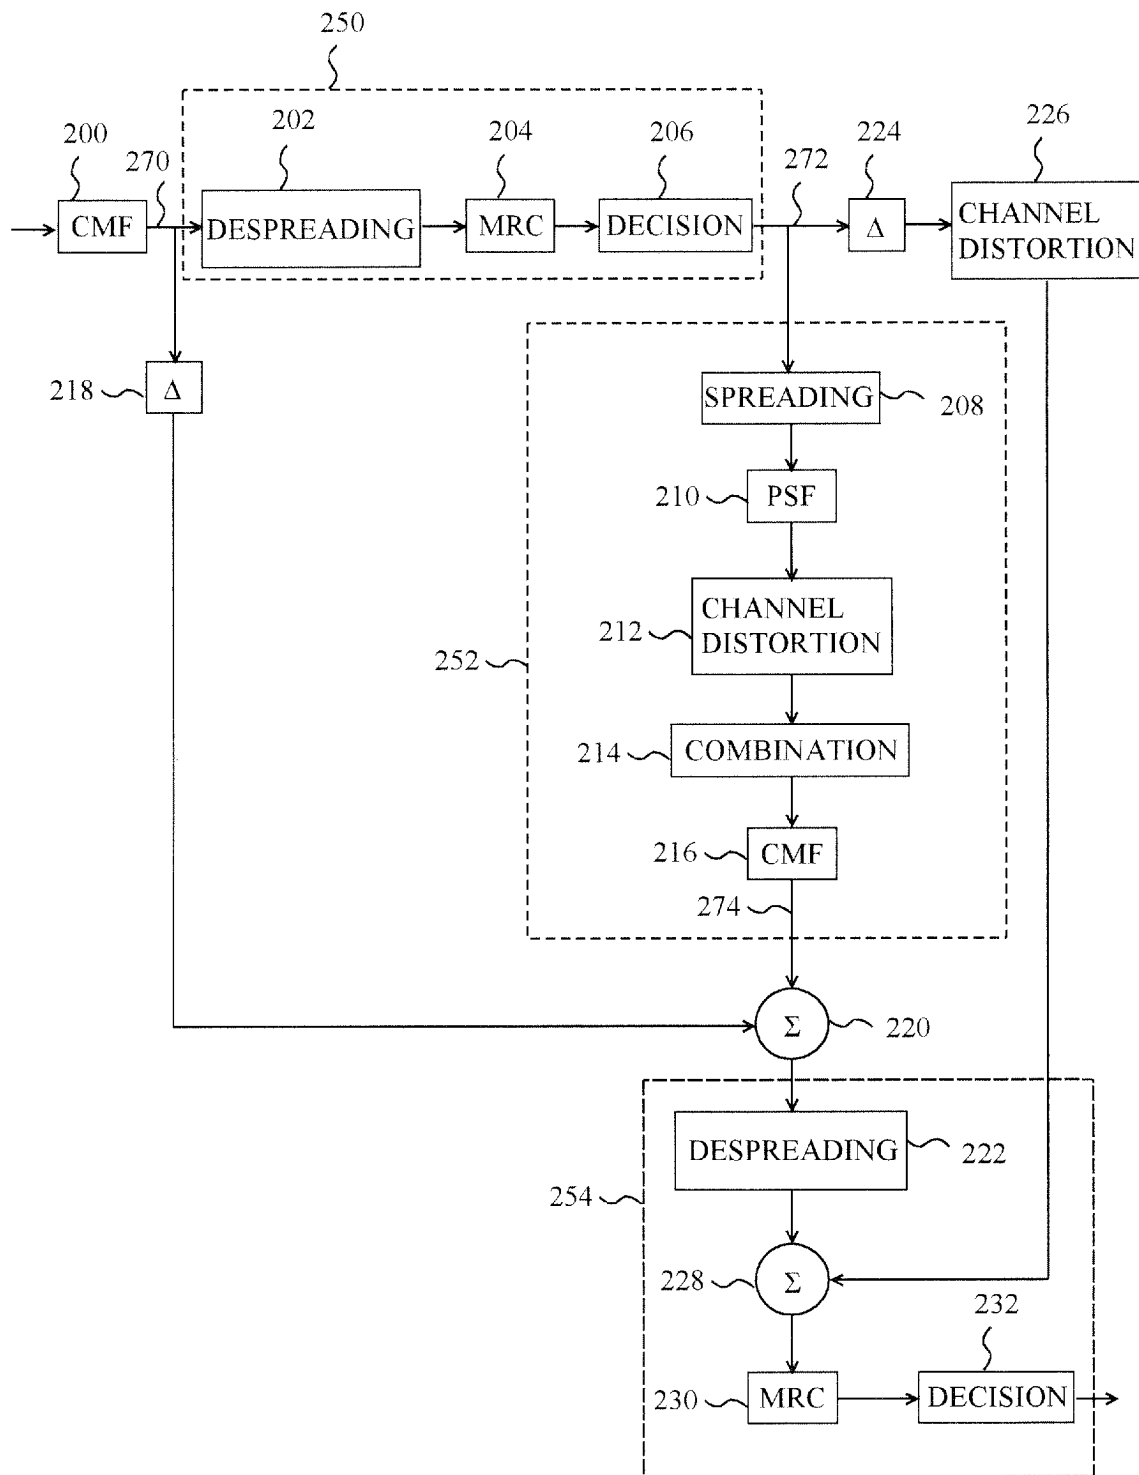 250
200
270
202
204
206
272
224
226
CMF
DESPREADING
MRC
DECISION
Δ
CHANNEL
DISTORTION
218
Δ
SPREADING
208
210
PSF
212
CHANNEL
DISTORTION
252
214
COMBINATION
216
CMF
274
Σ
220
DESPREADING
222
254
228
Σ
232
230
MRC
DECISION